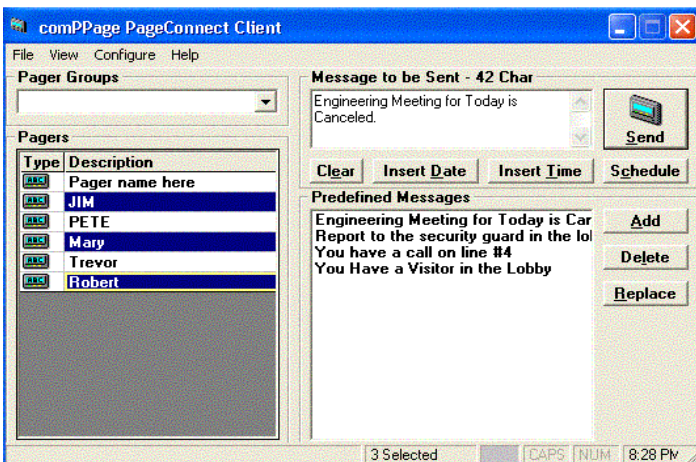 comPPage PageConnect Client
File View Configure Help
Pager Groups
Message to be Sent - 42 Char
Engineering Meeting for Today is
Canceled.
Send
Pagers
Type Description
Pager name here
JIM
PETE
Mary
Trevor
Robert
Clear Insert Date Insert Time Schedule
Predefined Messages
Engineering Meeting for Today is Car
Report to the security guard in the lol
You have a call on line #4
You Have a Visitor in the Lobby
Add
Delete
Replace
3 Selected CAPS NUM 8:28 PM